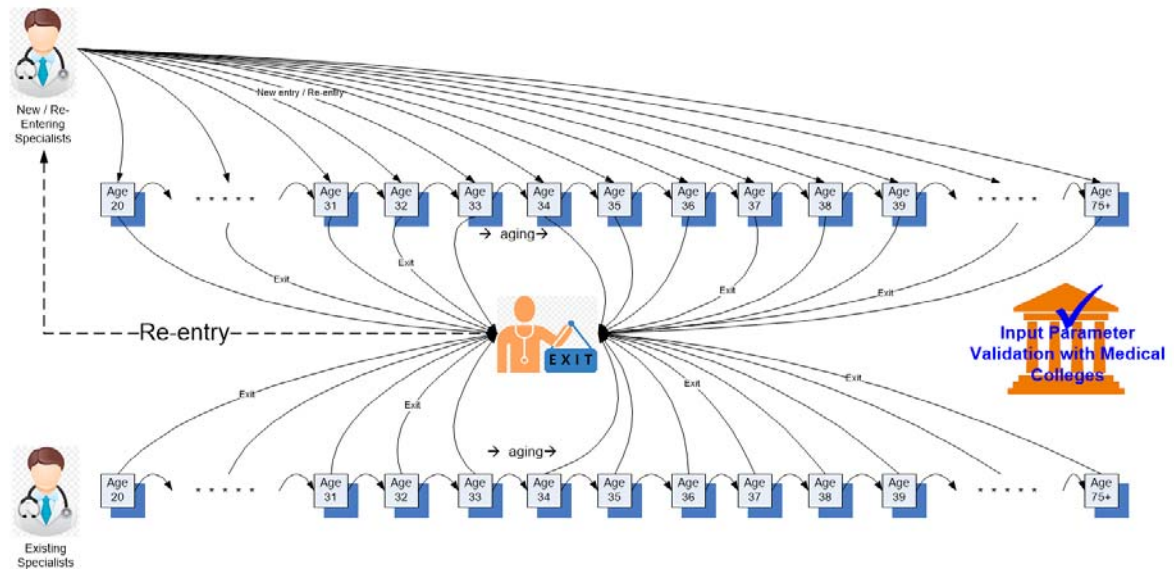 New / Re-
Entering
Specialists
New entry / Re-entry
Age
20
* * * * *
Age
31
Age
32
Age
33
Age
34
Age
35
Age
36
Age
37
Age
38
Age
39
* * * * *
Age
75+
→ aging →
Exit
Exit
Exit
Exit
Re-entry
EXIT
Input Parameter
Validation with Medical
Colleges
Exit
Exit
Exit
Exit
→ aging →
Age
20
* * * * *
Age
31
Age
32
Age
33
Age
34
Age
35
Age
36
Age
37
Age
38
Age
39
* * * * *
Age
75+
Existing
Specialists